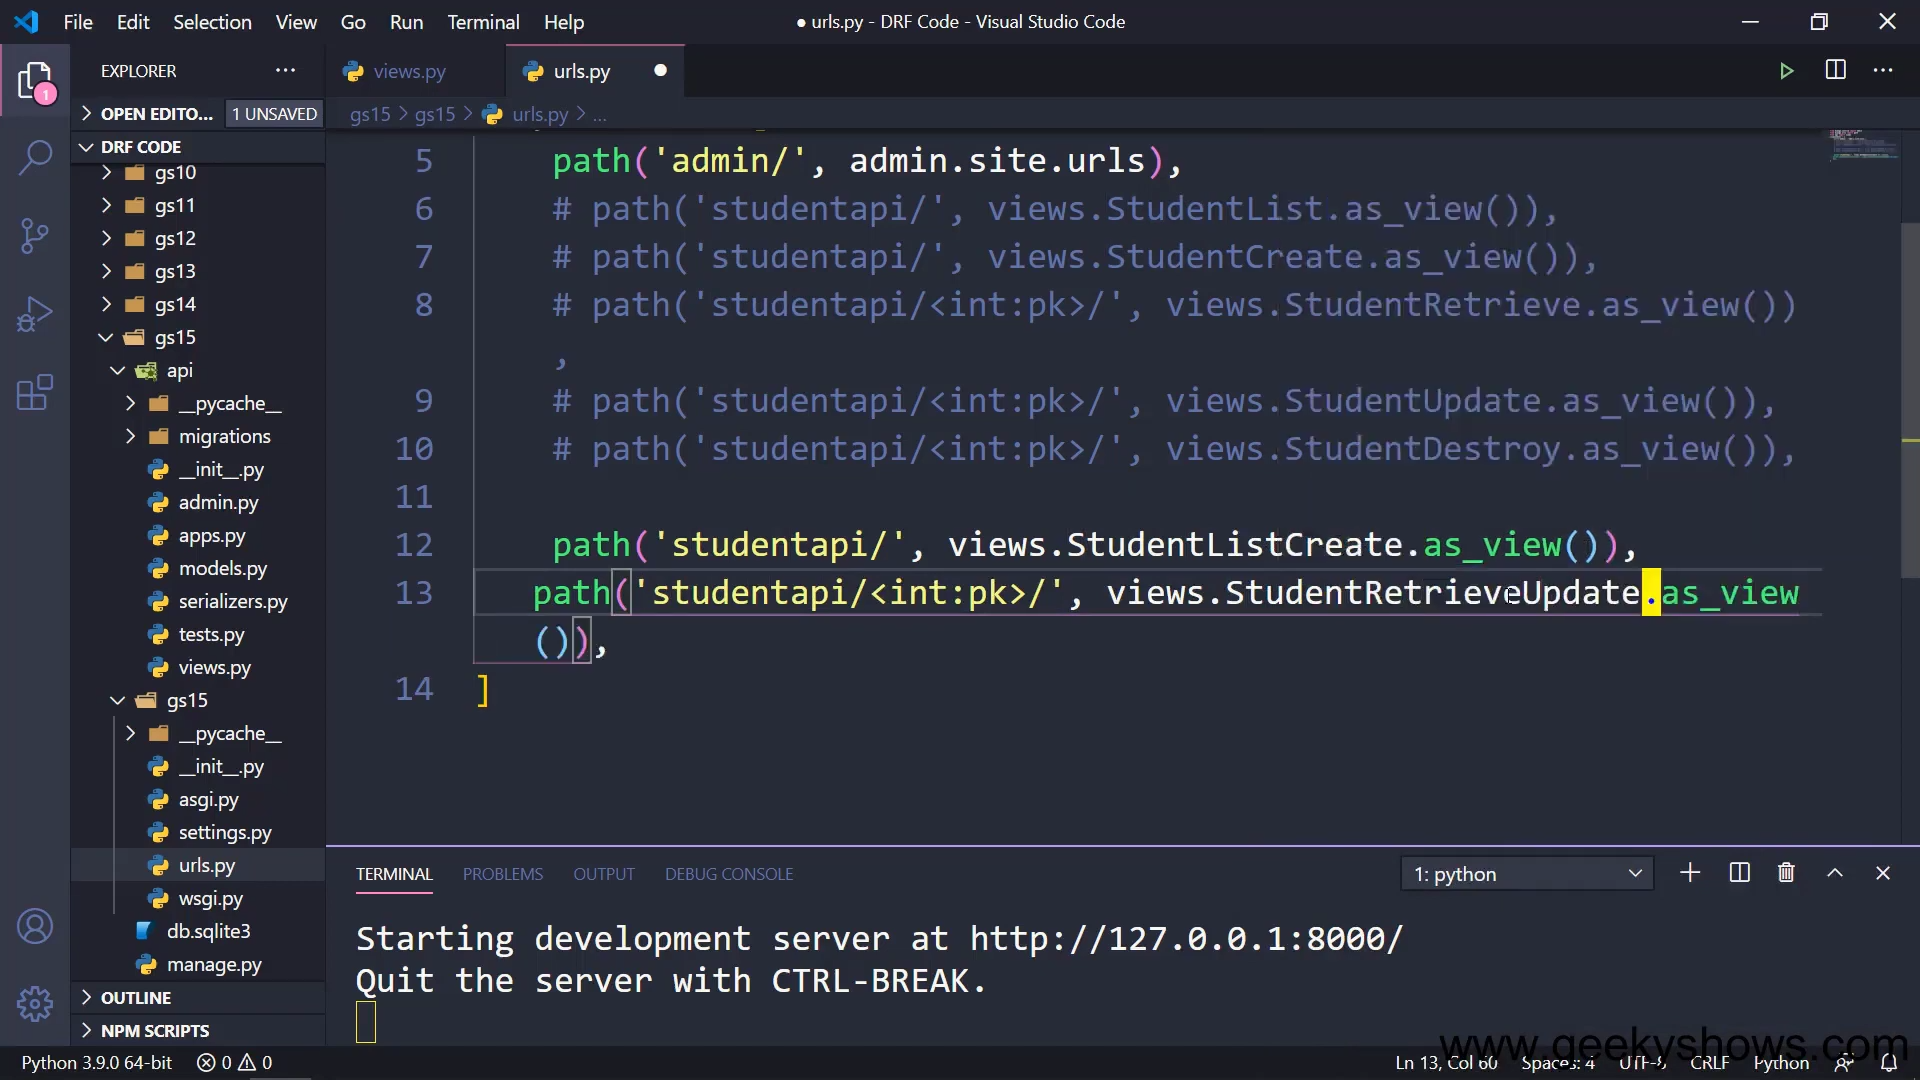 File Edit Selection View Go Run Terminal Help
● urls.py - DRF Code - Visual Studio Code
EXPLORER
1
OPEN EDITO... 1 UNSAVED
DRF CODE
gs10
gs11
gs12
gs13
gs14
gs15
api
__pycache__
migrations
__init__.py
admin.py
apps.py
models.py
serializers.py
tests.py
views.py
gs15
__pycache__
__init__.py
asgi.py
settings.py
urls.py
wsgi.py
db.sqlite3
manage.py
OUTLINE
NPM SCRIPTS
views.py urls.py
gs15 > gs15 > urls.py > ...
5 path('admin/', admin.site.urls),
6 # path('studentapi/', views.StudentList.as_view()),
7 # path('studentapi/', views.StudentCreate.as_view()),
8 # path('studentapi/<int:pk>/', views.StudentRetrieve.as_view())
,
9 # path('studentapi/<int:pk>/', views.StudentUpdate.as_view()),
10 # path('studentapi/<int:pk>/', views.StudentDestroy.as_view()),
11
12 path('studentapi/', views.StudentListCreate.as_view()),
13 path('studentapi/<int:pk>/', views.StudentRetrieveUpdate.as_view
()),
14 ]
TERMINAL PROBLEMS OUTPUT DEBUG CONSOLE
1: python
Starting development server at http://127.0.0.1:8000/
Quit the server with CTRL-BREAK.
www.geekyshows.com
Python 3.9.0 64-bit 0 0
Ln 13, Col 60 Spaces: 4 UTF-8 CRLF Python